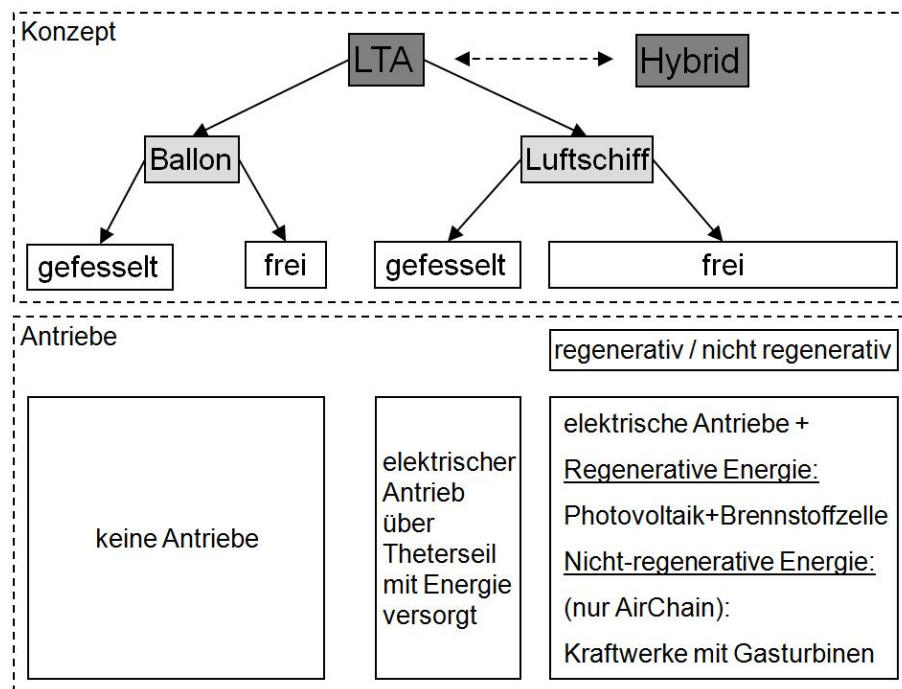 Konzept
LTA
Hybrid
Ballon
Luftschiff
gefesselt
frei
gefesselt
frei
Antriebe
regenerativ / nicht regenerativ
keine Antriebe
elektrischer
Antrieb
über
Theterseil
mit Energie
versorgt
elektrische Antriebe +
Regenerative Energie:
Photovoltaik+Brennstoffzelle
Nicht-regenerative Energie:
(nur AirChain):
Kraftwerke mit Gasturbinen